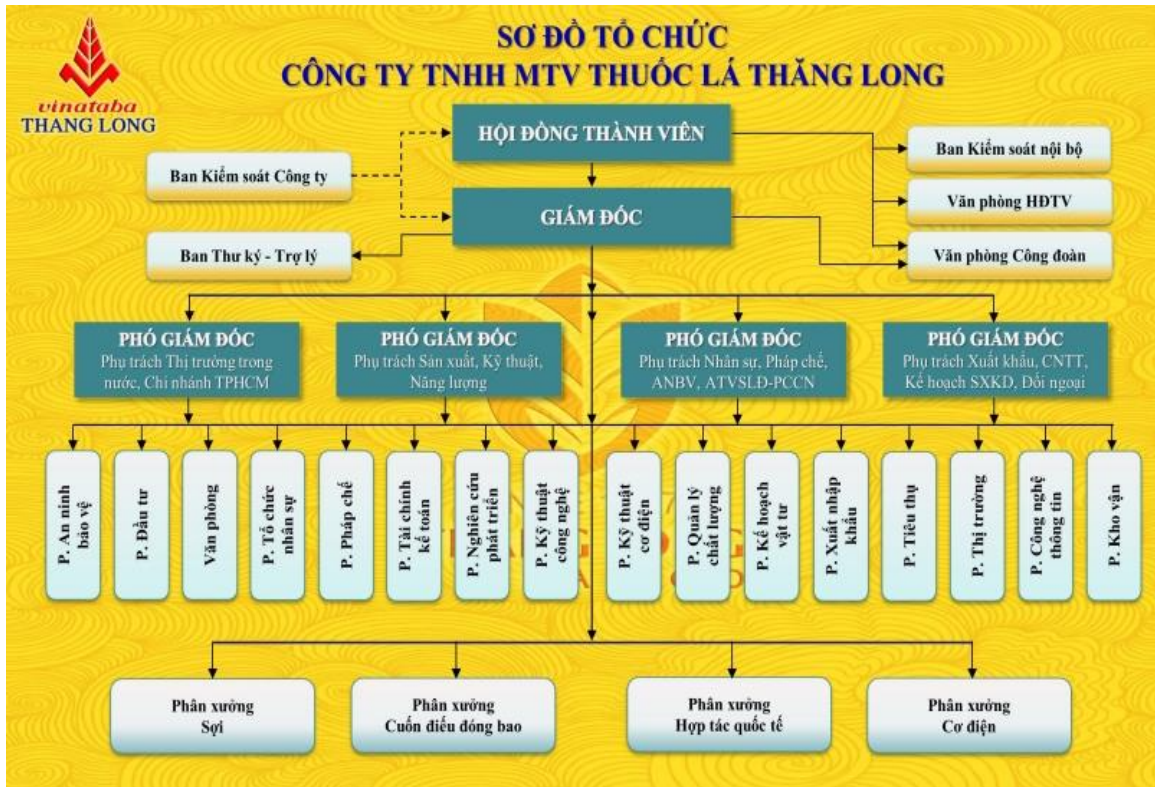 SƠ ĐỒ TỔ CHỨC
CÔNG TY TNHH MTV THUỐC LÁ THĂNG LONG
vinataba
THANG LONG
HỘI ĐỒNG THÀNH VIÊN
Ban Kiểm soát nội bộ
Ban Kiểm soát Công ty
Văn phòng HĐTV
GIÁM ĐỐC
Ban Thư ký - Trợ lý
Văn phòng Công đoàn
PHÓ GIÁM ĐỐC
Phụ trách Thị trường trong
nước, Chi nhánh TPHCM
PHÓ GIÁM ĐỐC
Phụ trách Sản xuất, Kỹ thuật,
Năng lượng
PHÓ GIÁM ĐỐC
Phụ trách Nhân sự, Pháp chế,
ANBV, ATVSLĐ-PCCN
PHÓ GIÁM ĐỐC
Phụ trách Xuất khẩu, CNTT,
Kế hoạch SXKD, Đối ngoại
P. An ninh
bảo vệ
P. Đầu tư
Văn phòng
P. Tổ chức
nhân sự
P. Pháp chế
P. Tài chính
kế toán
P. Nghiên cứu
phát triển
P. Kỹ thuật
công nghệ
P. Kỹ thuật
cơ điện
P. Quản lý
chất lượng
P. Kế hoạch
vật tư
P. Xuất nhập
khẩu
P. Tiêu thụ
P. Thị trường
P. Công nghệ
thông tin
P. Kho vận
Phân xưởng
Sợi
Phân xưởng
Cuốn điếu đóng bao
Phân xưởng
Hợp tác quốc tế
Phân xưởng
Cơ điện